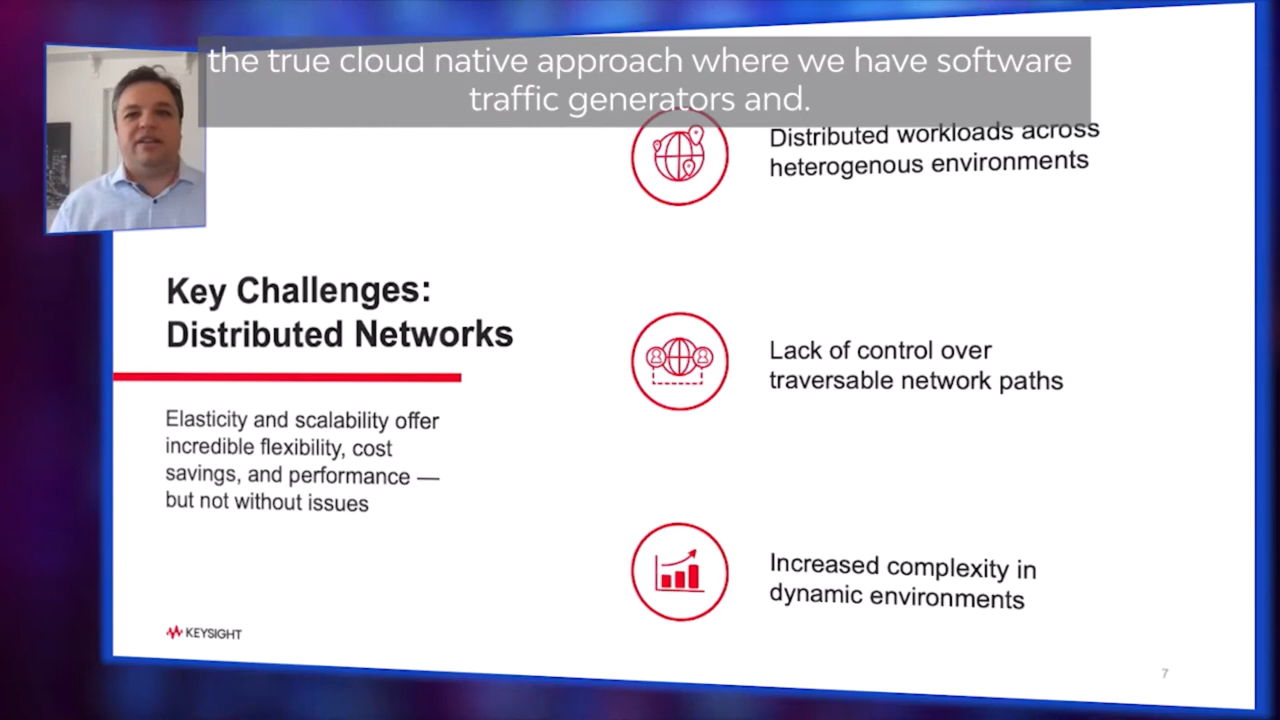 the true cloud native approach where we have software
traffic generators and.
Distributed workloads across
heterogenous environments
Key Challenges:
Distributed Networks
Elasticity and scalability offer
incredible flexibility, cost
savings, and performance —
but not without issues
Lack of control over
traversable network paths
Increased complexity in
dynamic environments
KEYSIGHT
7